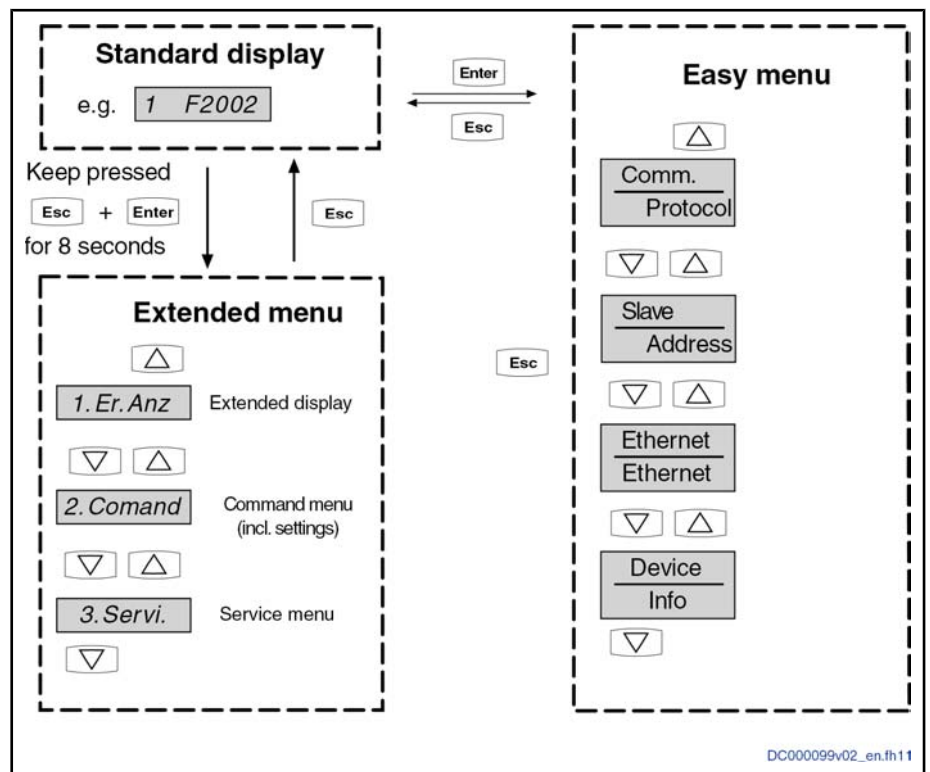 Standard display
e.g. 1 F2002
Enter
Esc
Keep pressed
Esc + Enter
for 8 seconds
Esc
Extended menu
1. Er. Anz Extended display
2. Comand Command menu
(incl. settings)
3. Servi. Service menu
Esc
Easy menu
Comm.
Protocol
Slave
Address
Ethernet
Ethernet
Device
Info
DC000099v02_en.fh11